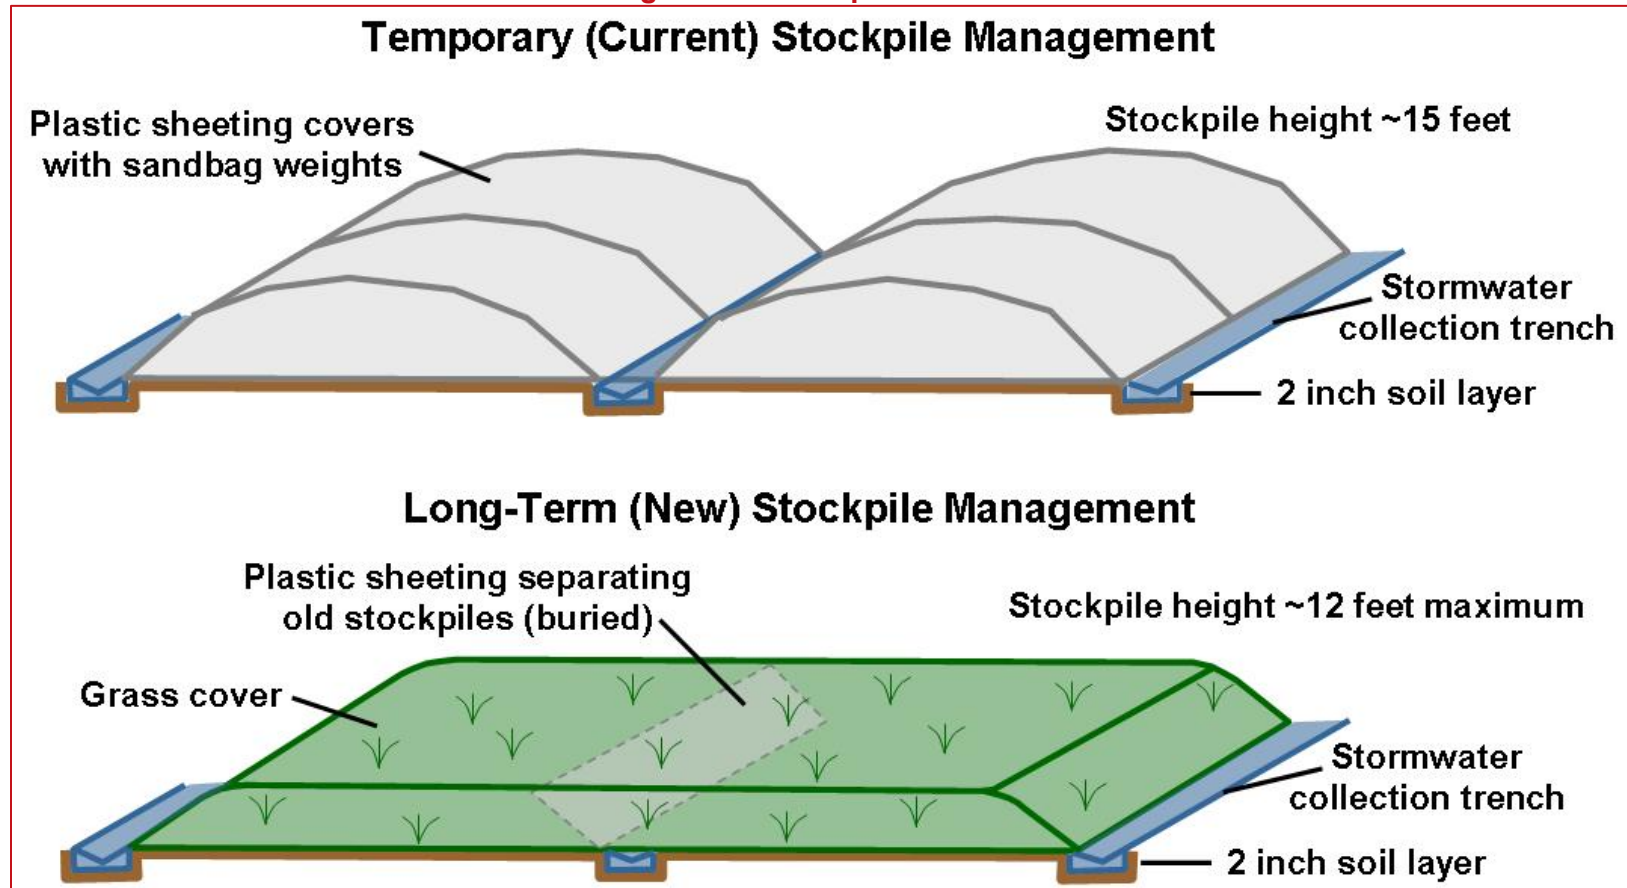 Temporary (Current) Stockpile Management
Plastic sheeting covers
with sandbag weights
Stockpile height ~15 feet
Stormwater
collection trench
2 inch soil layer
Long-Term (New) Stockpile Management
Plastic sheeting separating
old stockpiles (buried)
Stockpile height ~12 feet maximum
Grass cover
Stormwater
collection trench
2 inch soil layer